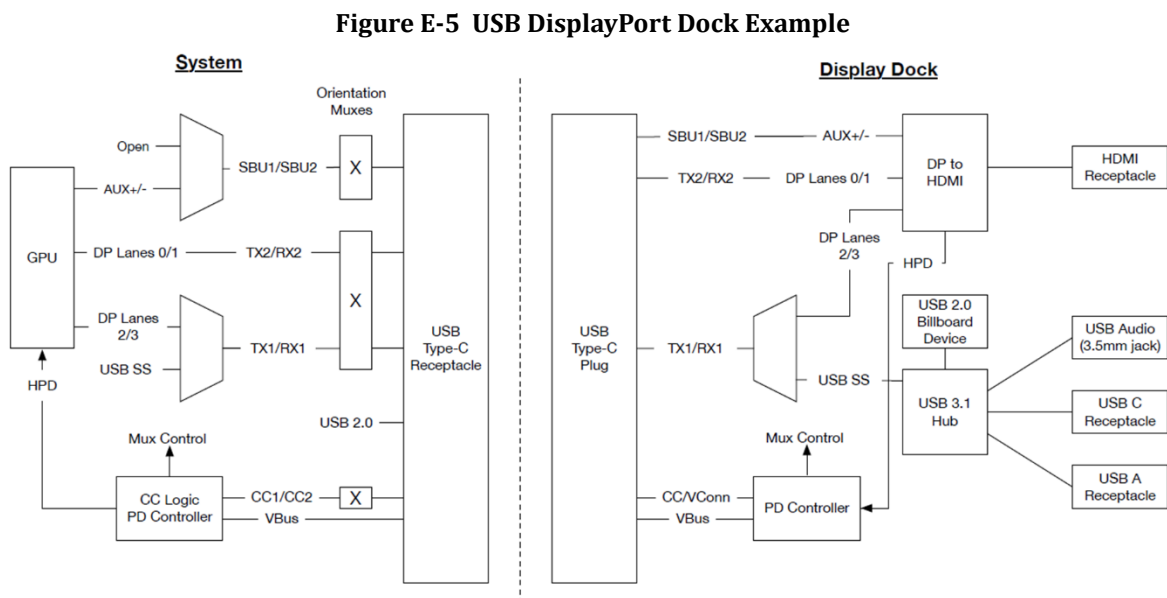 Figure E-5 USB DisplayPort Dock Example
System
Orientation
Muxes
Open
SBU1/SBU2
X
AUX+/-
GPU
DP Lanes 0/1
TX2/RX2
X
DP Lanes
2/3
TX1/RX1
USB SS
HPD
USB
Type-C
Receptacle
USB 2.0
Mux Control
CC Logic
PD Controller
CC1/CC2
X
VBus
Display Dock
USB
Type-C
Plug
SBU1/SBU2
AUX+/-
TX2/RX2
DP Lanes 0/1
DP to
HDMI
HDMI
Receptacle
DP Lanes
2/3
HPD
TX1/RX1
USB SS
USB 2.0
Billboard
Device
USB 3.1
Hub
USB Audio
(3.5mm jack)
USB C
Receptacle
USB A
Receptacle
Mux Control
CC/VConn
VBus
PD Controller